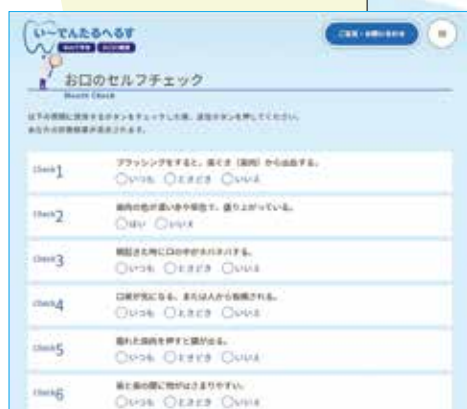 い～でんたるへるす
ご意見・お問い合わせ
お口のセルフチェック
Mouth Check
以下の質問に該当するボタンをチェックした後、送信ボタンを押してください。
あなたの診断結果が表示されます。
Check1
ブラッシングをすると、歯ぐき（歯肉）から出血する。
いつも ときどき いいえ
Check2
歯肉の色が濃い赤や紫色で、盛り上がっている。
はい いいえ
Check3
朝起きた時に口の中がネバネバする。
いつも ときどき いいえ
Check4
口臭が気になる、または人から指摘される。
いつも ときどき いいえ
Check5
腫れた歯肉を押すと膿が出る。
いつも ときどき いいえ
Check6
歯と歯の間に物がはさまりやすい。
いつも ときどき いいえ